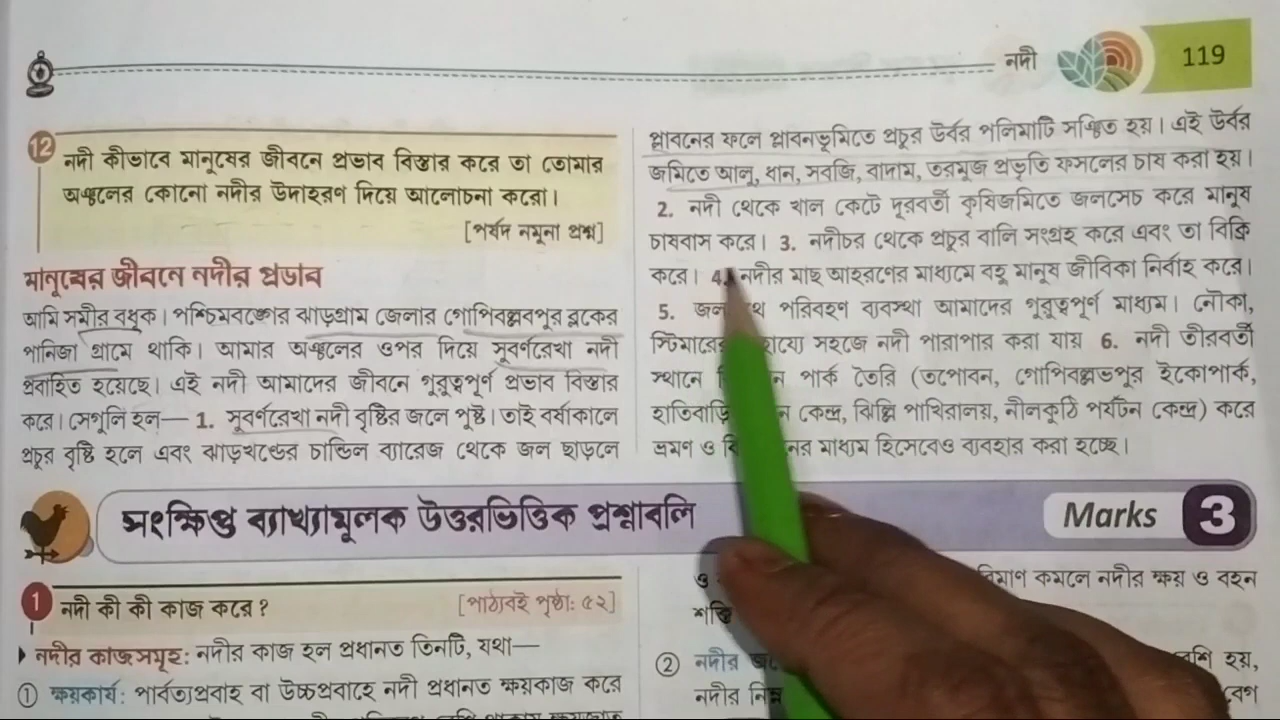 নদী
119
12
নদী কীভাবে মানুষের জীবনে প্রভাব বিস্তার করে তা তোমার
অঞ্চলের কোনো নদীর উদাহরণ দিয়ে আলোচনা করো।
[পর্ষদ নমুনা প্রশ্ন]
মানুষের জীবনে নদীর প্রভাব
আমি সমীর বধুক। পশ্চিমবঙ্গের ঝাড়গ্রাম জেলার গোপিবল্লবপুর ব্লকের
পানিজা গ্রামে থাকি। আমার অঞ্চলের ওপর দিয়ে সুবর্ণরেখা নদী
প্রবাহিত হয়েছে। এই নদী আমাদের জীবনে গুরুত্বপূর্ণ প্রভাব বিস্তার
করে। সেগুলি হল— 1. সুবর্ণরেখা নদী বৃষ্টির জলে পুষ্ট। তাই বর্ষাকালে
প্রচুর বৃষ্টি হলে এবং ঝাড়খণ্ডের চান্ডিল ব্যারেজ থেকে জল ছাড়লে
প্লাবনের ফলে প্লাবনভূমিতে প্রচুর উর্বর পলিমাটি সঞ্চিত হয়। এই উর্বর
জমিতে আলু, ধান, সবজি, বাদাম, তরমুজ প্রভৃতি ফসলের চাষ করা হয়।
2. নদী থেকে খাল কেটে দূরবর্তী কৃষিজমিতে জলসেচ করে মানুষ
চাষবাস করে। 3. নদীচর থেকে প্রচুর বালি সংগ্রহ করে এবং তা বিক্রি
করে। 4. নদীর মাছ আহরণের মাধ্যমে বহু মানুষ জীবিকা নির্বাহ করে।
5. পরিবহণ ব্যবস্থা আমাদের গুরুত্বপূর্ণ মাধ্যম। নৌকা,
সহজে নদী পারাপার করা যায় 6. নদী তীরবর্তী
স্থানে পার্ক তৈরি (তপোবন, গোপিবল্লভপুর ইকোপার্ক,
কেন্দ্র, ঝিল্লি পাখিরালয়, নীলকুঠি পর্যটন কেন্দ্র) করে
ভ্রমণ ও মাধ্যম হিসেবেও ব্যবহার করা হচ্ছে।
সংক্ষিপ্ত ব্যাখ্যামূলক উত্তরভিত্তিক প্রশ্নাবলি
Marks 3
1 নদী কী কী কাজ করে? [পাঠ্যবই পৃষ্ঠা: ৫২]
নদীর কাজসমূহ: নদীর কাজ হল প্রধানত তিনটি, যথা—
① ক্ষয়কার্য: পার্বত্যপ্রবাহ বা উচ্চপ্রবাহে নদী প্রধানত ক্ষয়কাজ করে
ও কমলে নদীর ক্ষয় ও বহন
② নদীর হয়,
নদীর